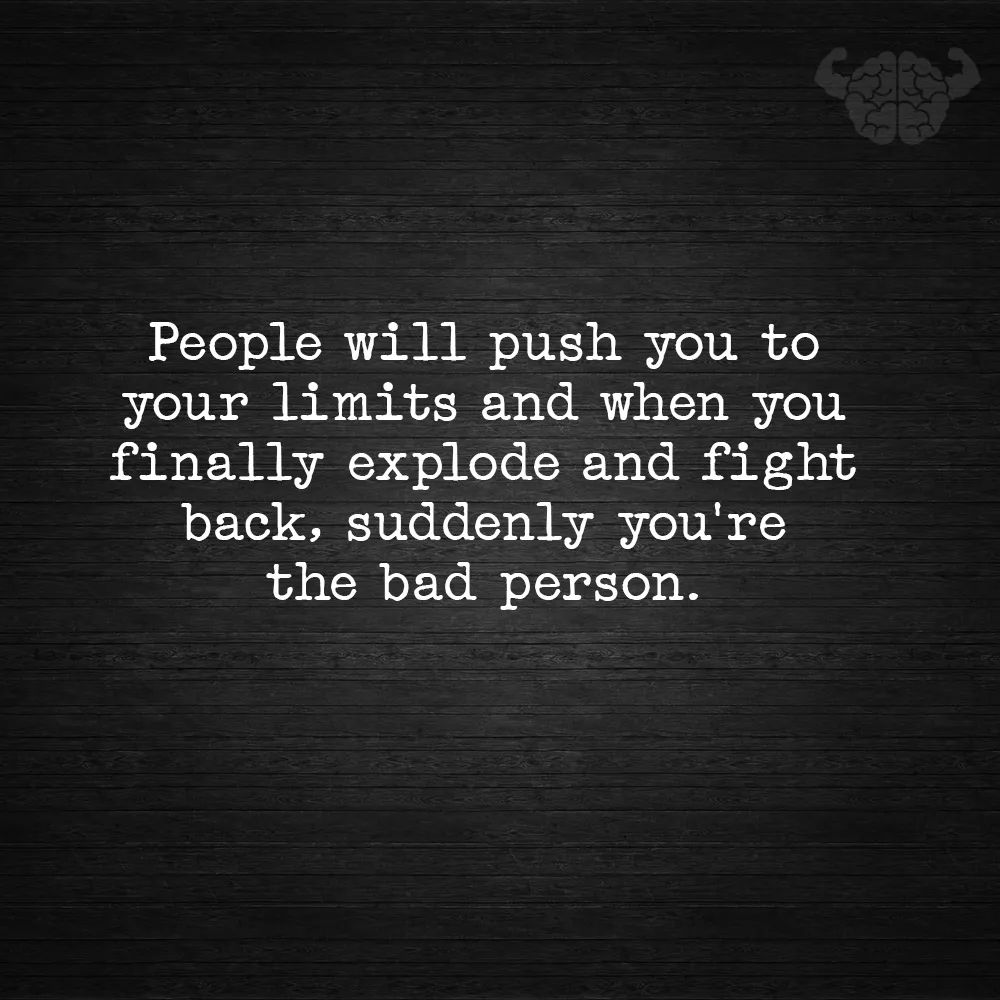 People will push you to
your limits and when you
finally explode and fight
back, suddenly you're
the bad person.